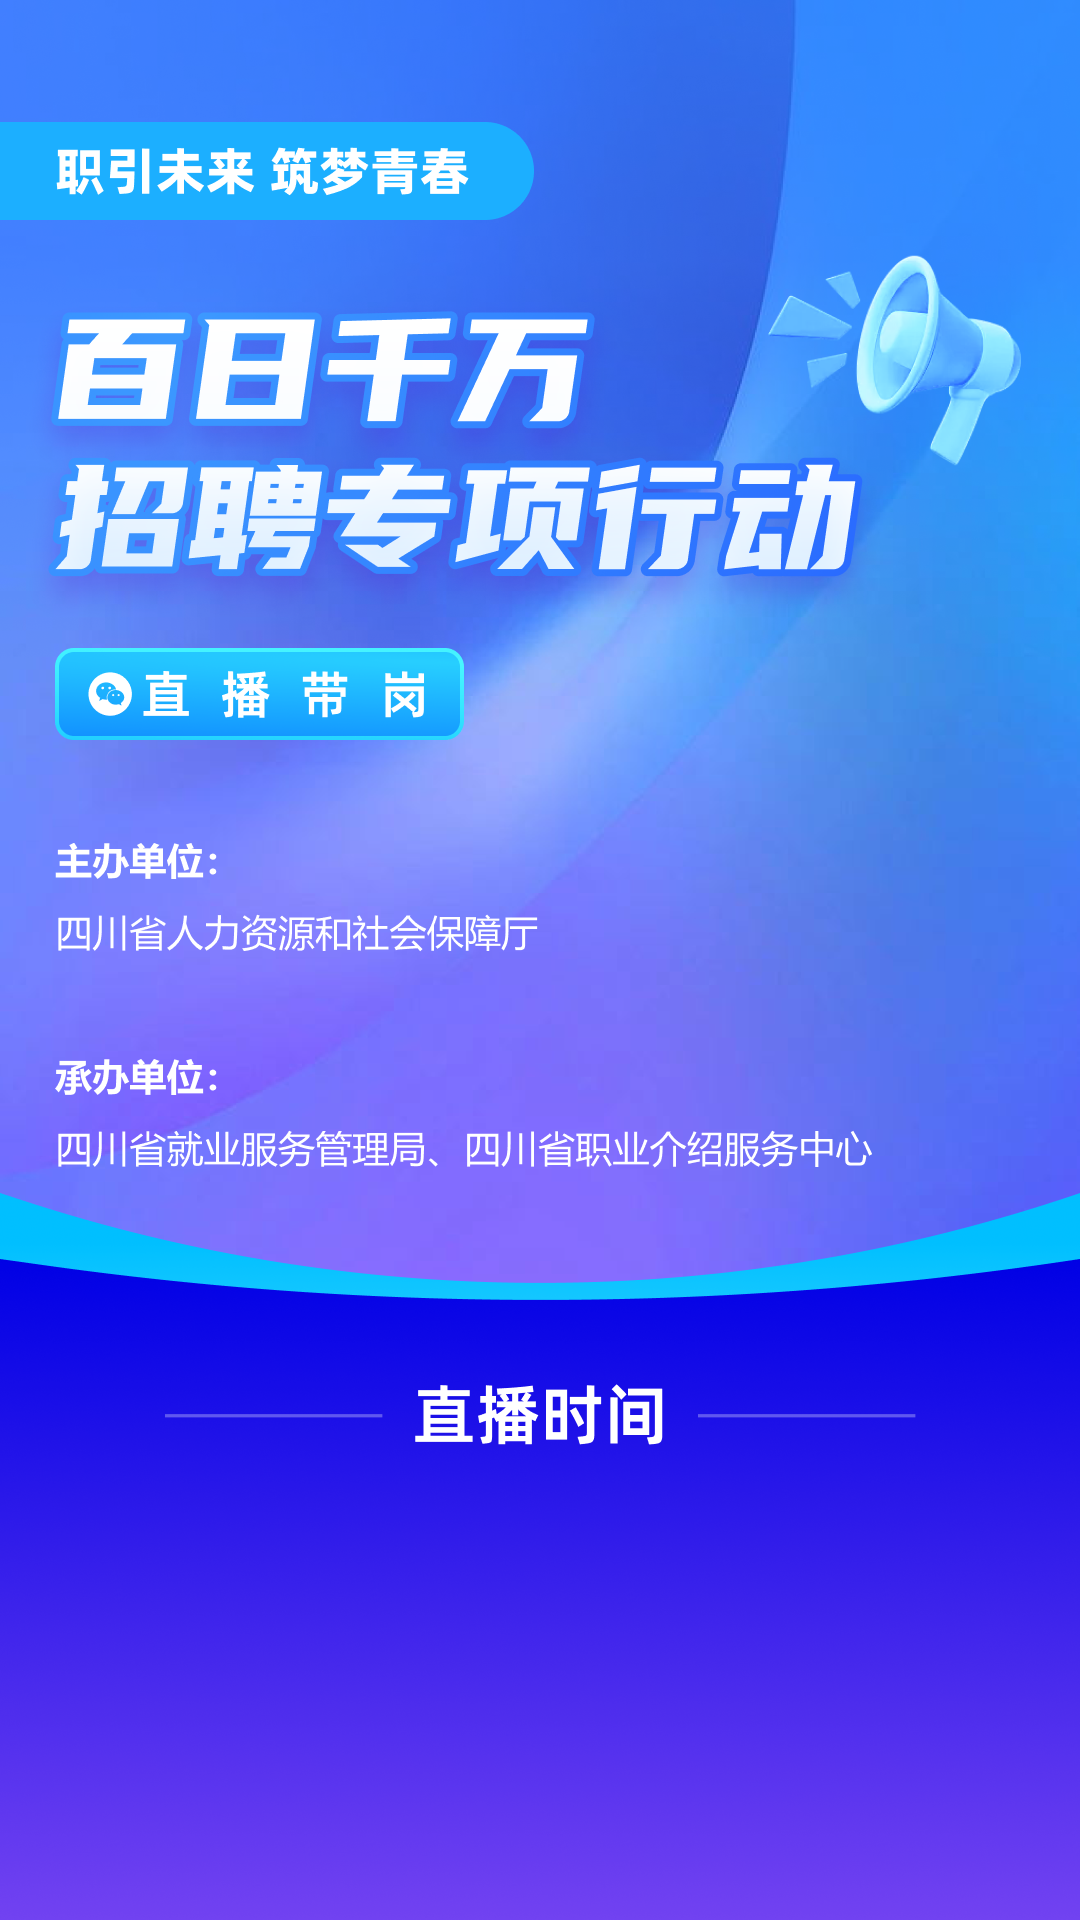 职引未来 筑梦青春
百日千万
招聘专项行动
直播带岗
主办单位：
四川省人力资源和社会保障厅
承办单位：
四川省就业服务管理局、四川省职业介绍服务中心
直播时间